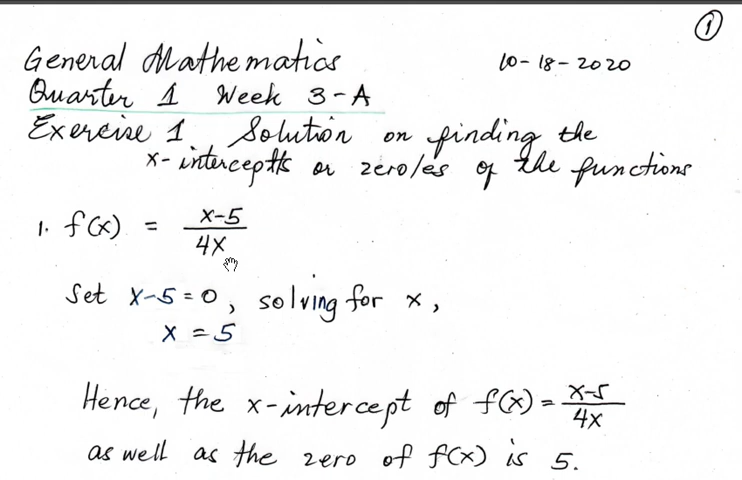 ①
General Mathematics 10-18-2020
Quarter 1 Week 3-A
Exercise 1 Solution on finding the
x-interceptts or zero/es of the functions
1. f(x) = x-5 / 4x
Set x-5=0, solving for x,
x = 5
Hence, the x-intercept of f(x) = x-5 / 4x
as well as the zero of f(x) is 5.